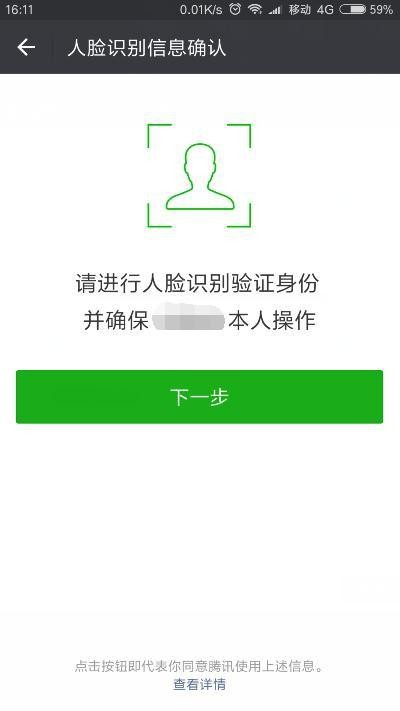 16:11 0.01K/s 移动 4G 59%
人脸识别信息确认
请进行人脸识别验证身份
并确保 本人操作
下一步
点击按钮即代表你同意腾讯使用上述信息。
查看详情